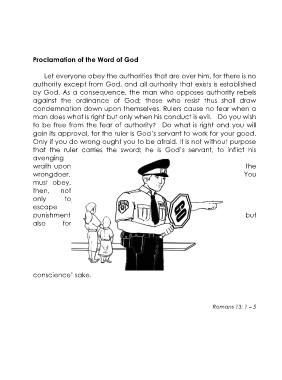 Proclamation of the Word of God
Let everyone obey the authorities that are over him, for there is no
authority except from God, and all authority that exists is established
by God. As a consequence, the man who opposes authority rebels
against the ordinance of God; those who resist thus shall draw
condemnation down upon themselves. Rulers cause no fear when a
man does what is right but only when his conduct is evil. Do you wish
to be free from the fear of authority? Do what is right and you will
gain its approval, for the ruler is God's servant to work for your good.
Only if you do wrong ought you to be afraid. It is not without purpose
that the ruler carries the sword; he is God's servant, to inflict his
avenging
wrath upon the
wrongdoer. You
must obey,
then, not
only to
escape
punishment but
also for
conscience' sake.
Romans 13: 1 – 5